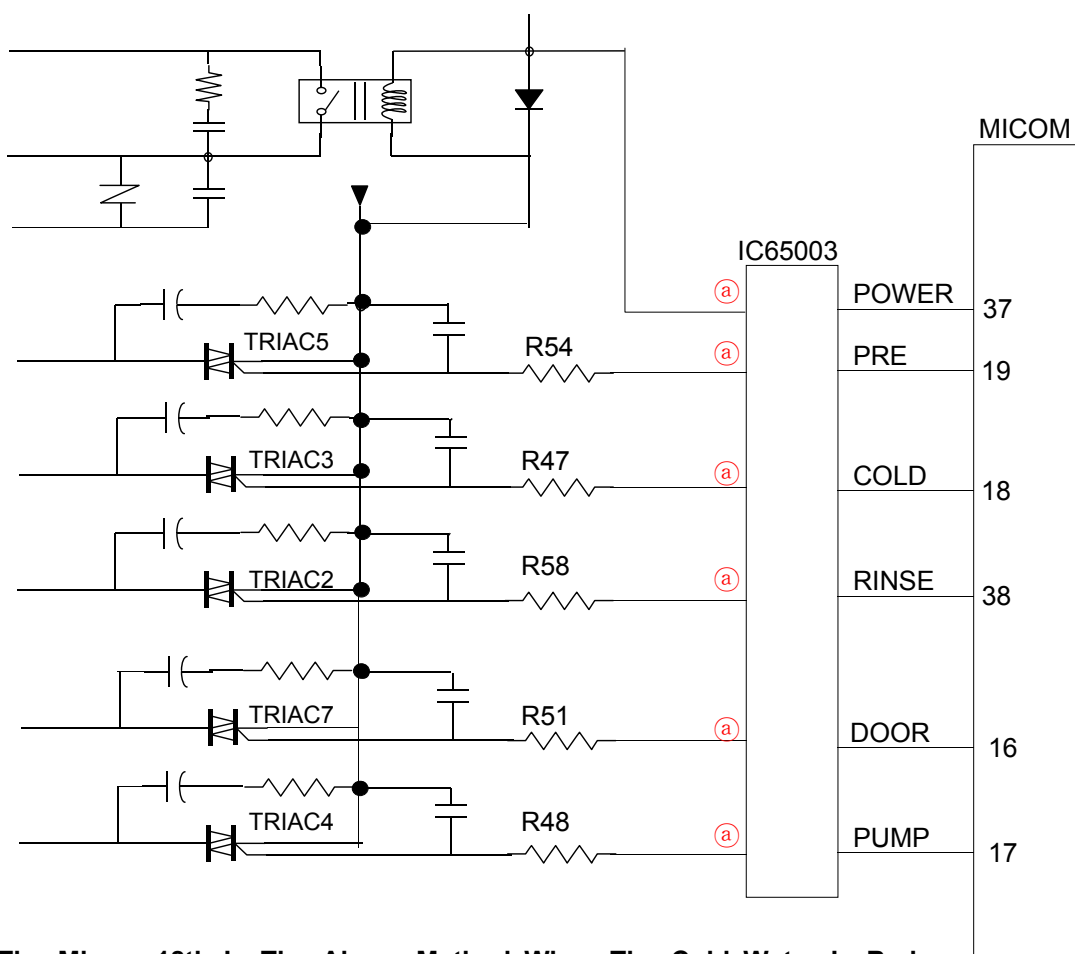 MICOM
IC65003
ⓐ POWER 37
TRIAC5 R54 ⓐ PRE 19
TRIAC3 R47 ⓐ COLD 18
TRIAC2 R58 ⓐ RINSE 38
TRIAC7 R51 ⓐ DOOR 16
TRIAC4 R48 ⓐ PUMP 17